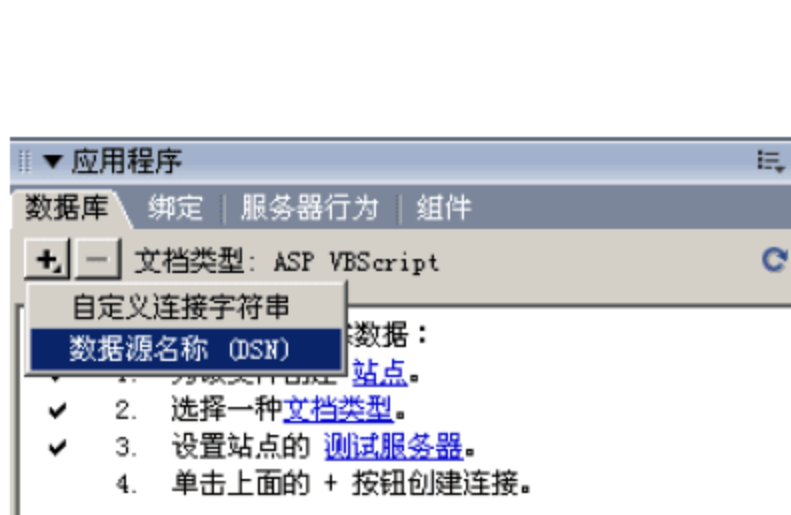 应用程序
数据库 绑定 服务器行为 组件
文档类型: ASP VBScript
自定义连接字符串
数据:
数据源名称 (DSN)
1. 站点。
2. 选择一种文档类型。
3. 设置站点的 测试服务器。
4. 单击上面的 + 按钮创建连接。